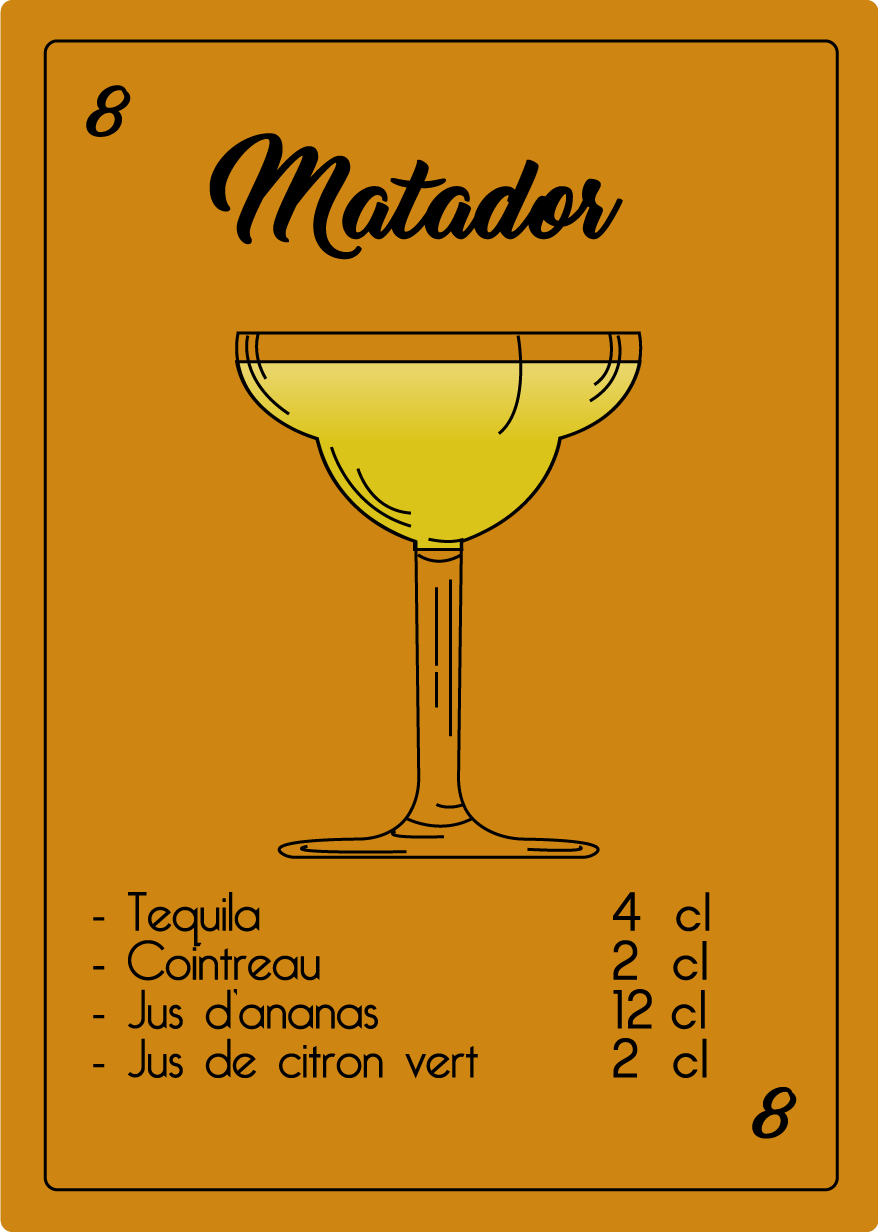 8
Matador
- Tequila 4 cl
- Cointreau 2 cl
- Jus d'ananas 12 cl
- Jus de citron vert 2 cl
8